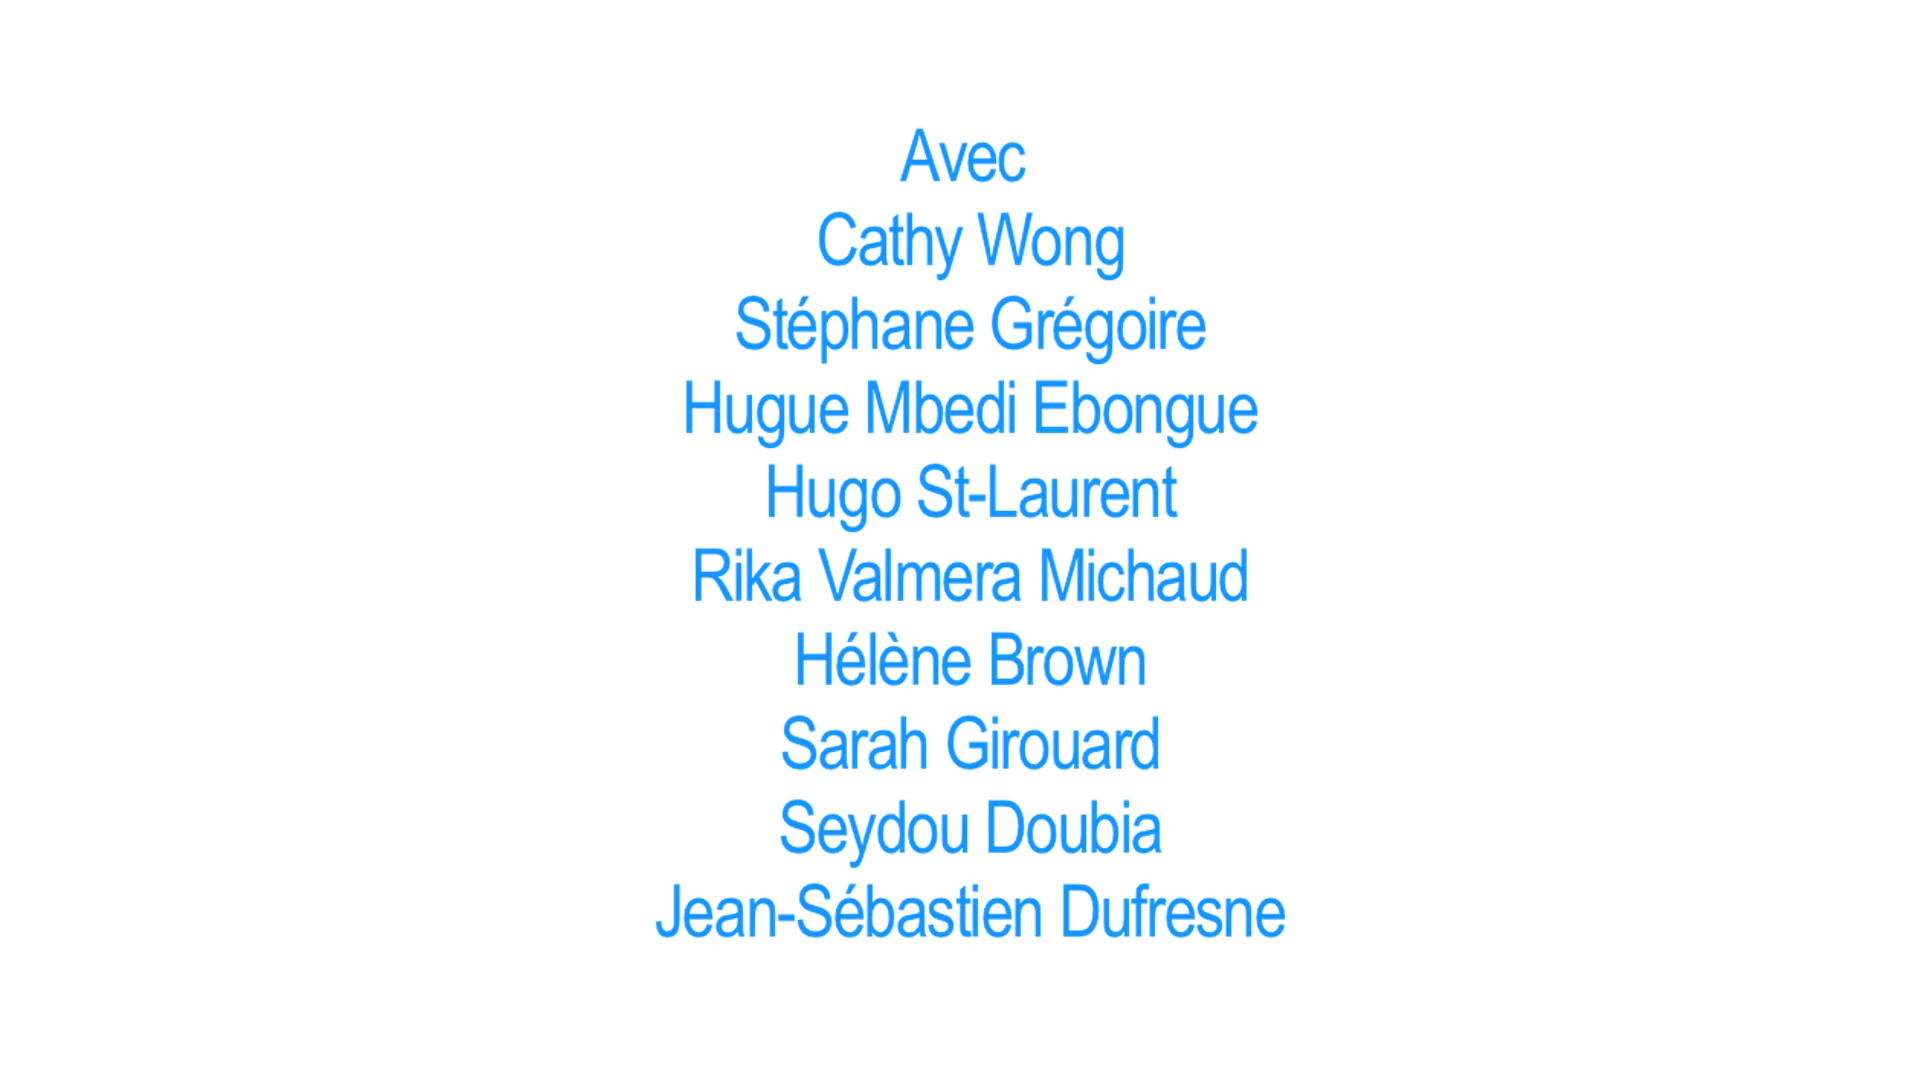 Avec
Cathy Wong
Stéphane Grégoire
Hugue Mbedi Ebongue
Hugo St-Laurent
Rika Valmera Michaud
Hélène Brown
Sarah Girouard
Seydou Doubia
Jean-Sébastien Dufresne